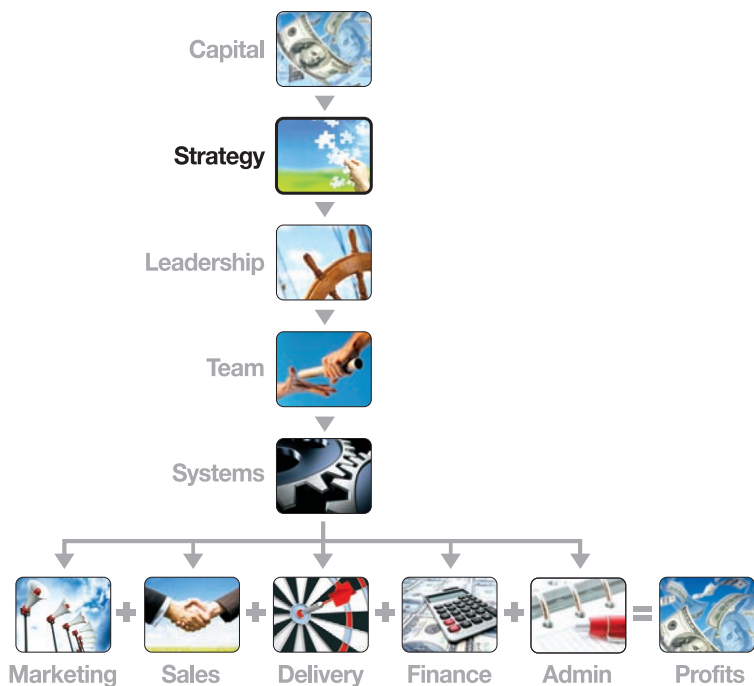 Capital
Strategy
Leadership
Team
Systems
Marketing Sales Delivery Finance Admin Profits